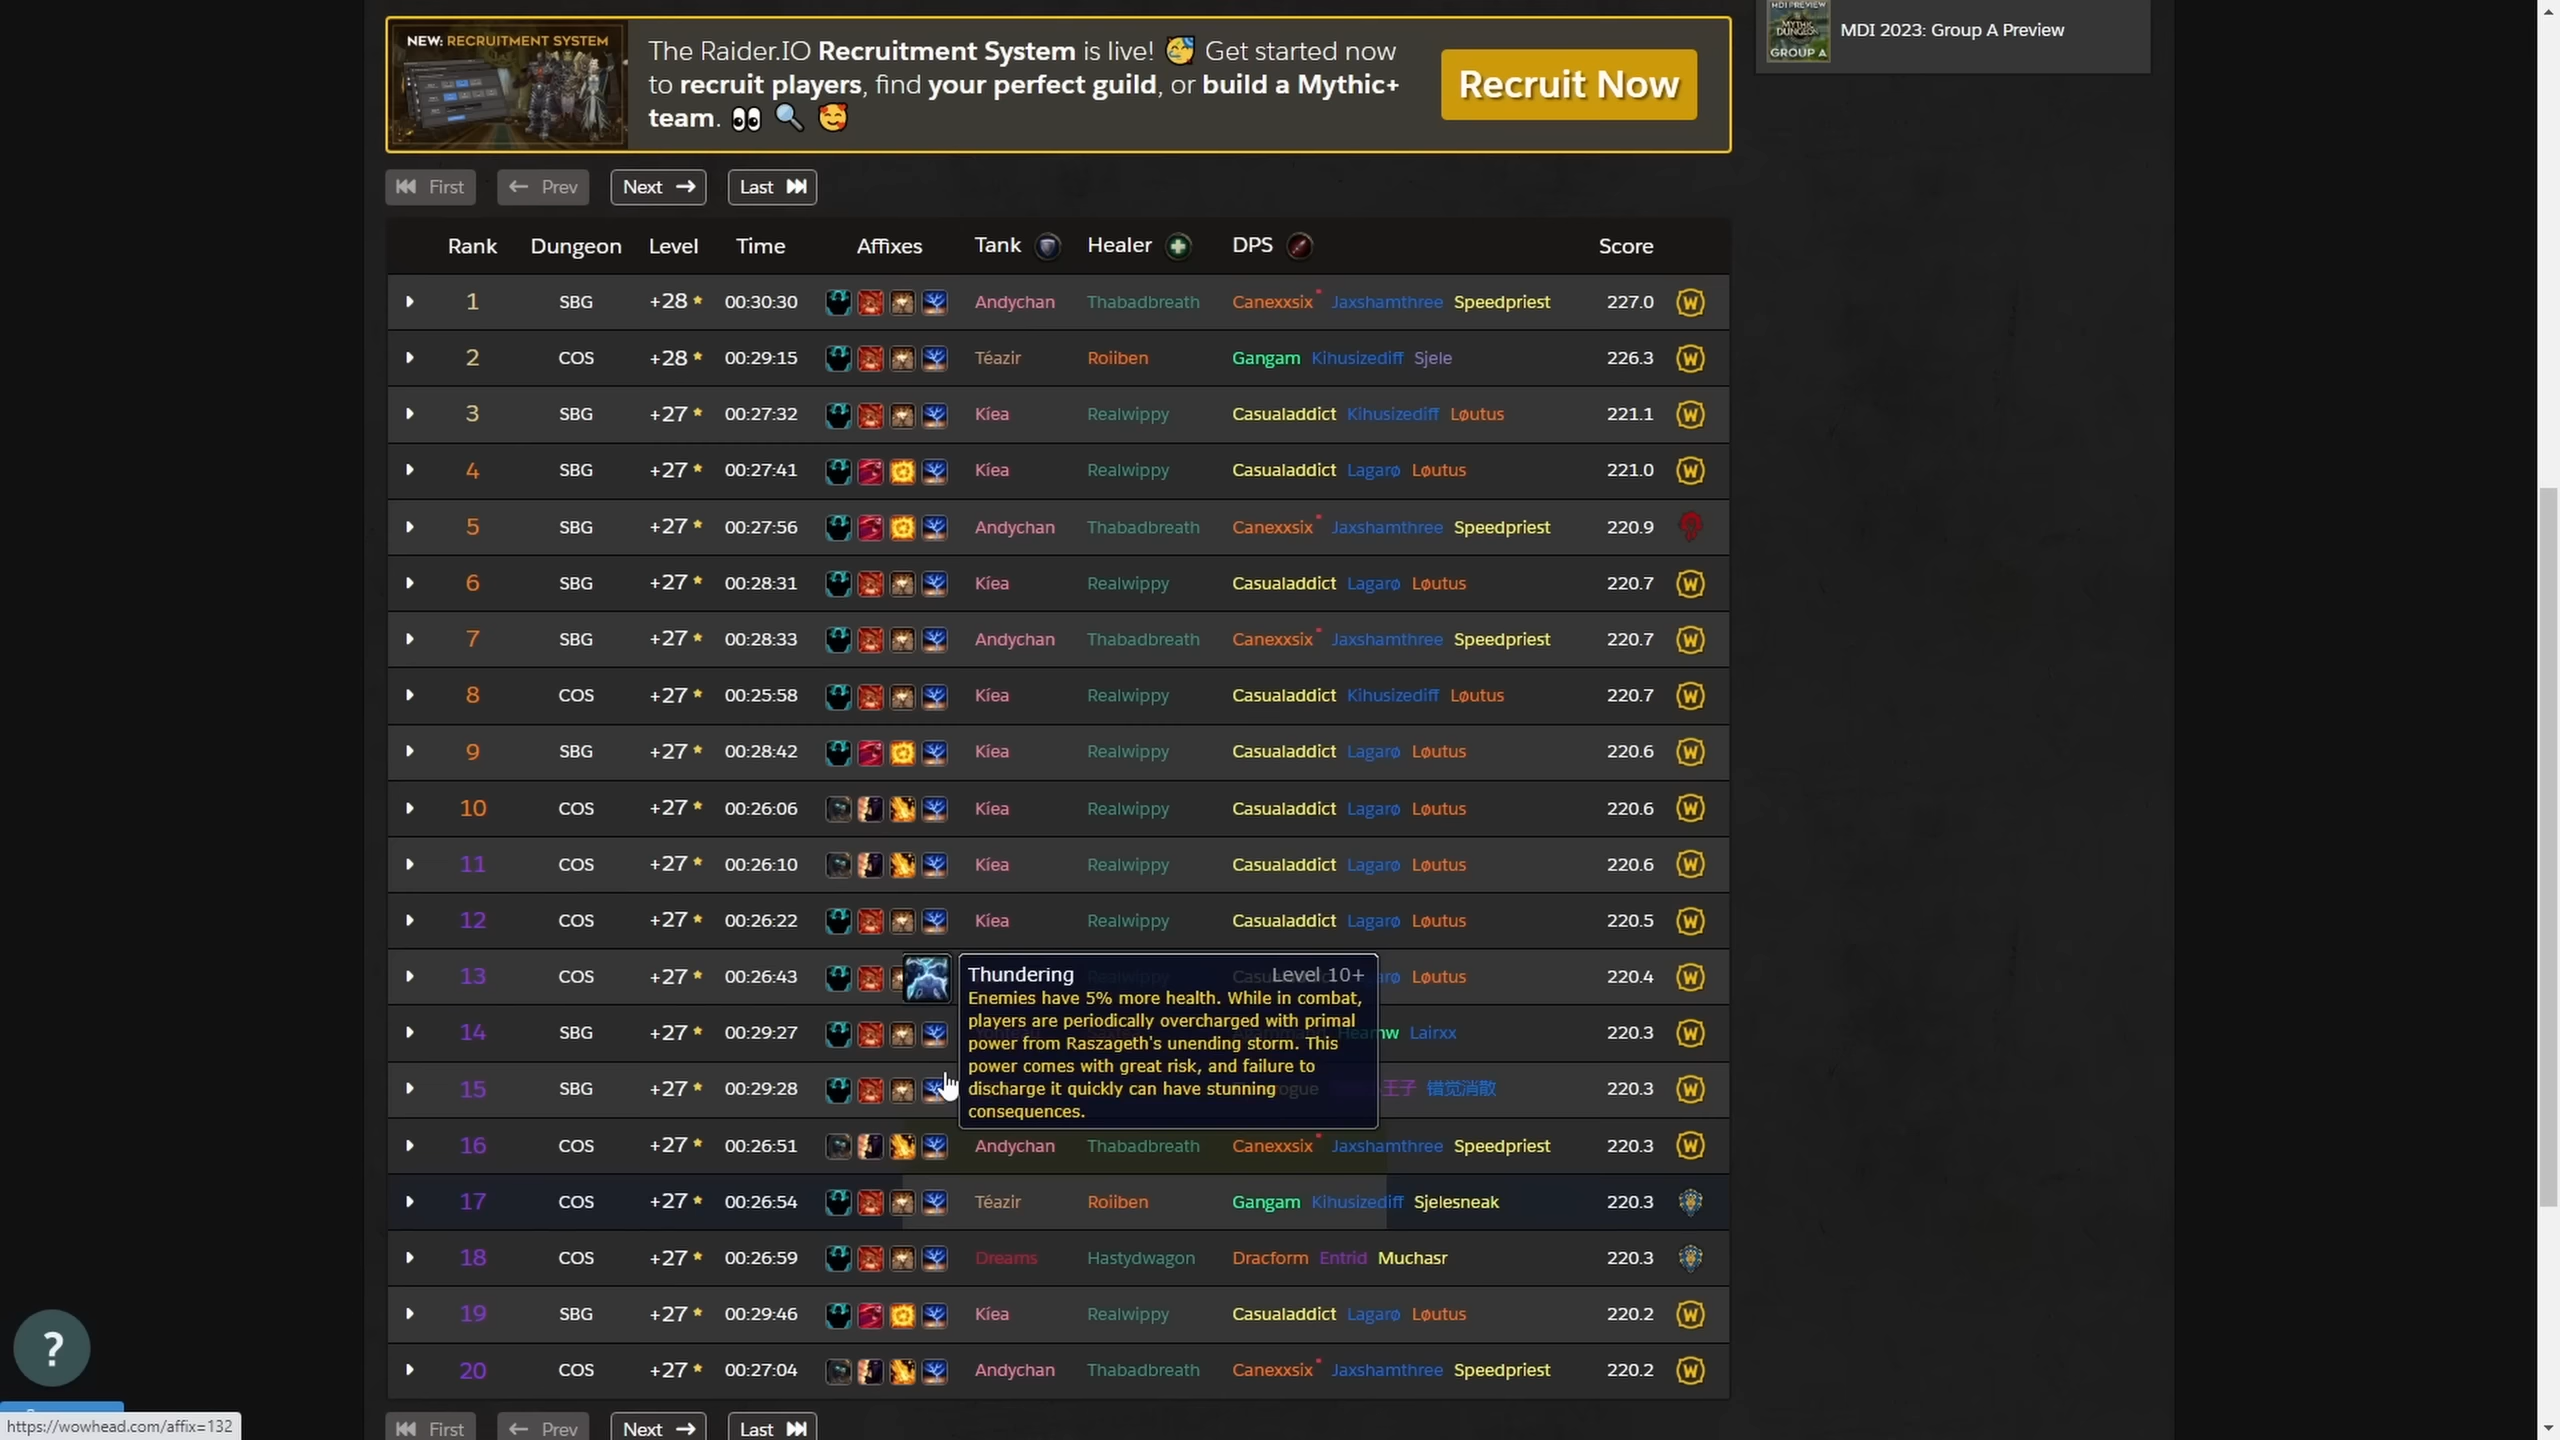 MDI PREVIEW
MYTHIC
DUNGEON
GROUP A
MDI 2023: Group A Preview
NEW: RECRUITMENT SYSTEM
The Raider.IO Recruitment System is live! 🥳 Get started now
to recruit players, find your perfect guild, or build a Mythic+
team. 👀 🔍 🥰
Recruit Now
First Prev Next Last
Rank Dungeon Level Time Affixes Tank Healer DPS Score
1 SBG +28 00:30:30 Andychan Thabadbreath Canexxsix Jaxshamthree Speedpriest 227.0
2 COS +28 00:29:15 Téazir Roiiben Gangam Kihusizediff Sjele 226.3
3 SBG +27 00:27:32 Kíea Realwippy Casualaddict Kihusizediff Løutus 221.1
4 SBG +27 00:27:41 Kíea Realwippy Casualaddict Lagarø Løutus 221.0
5 SBG +27 00:27:56 Andychan Thabadbreath Canexxsix Jaxshamthree Speedpriest 220.9
6 SBG +27 00:28:31 Kíea Realwippy Casualaddict Lagarø Løutus 220.7
7 SBG +27 00:28:33 Andychan Thabadbreath Canexxsix Jaxshamthree Speedpriest 220.7
8 COS +27 00:25:58 Kíea Realwippy Casualaddict Kihusizediff Løutus 220.7
9 SBG +27 00:28:42 Kíea Realwippy Casualaddict Lagarø Løutus 220.6
10 COS +27 00:26:06 Kíea Realwippy Casualaddict Lagarø Løutus 220.6
11 COS +27 00:26:10 Kíea Realwippy Casualaddict Lagarø Løutus 220.6
12 COS +27 00:26:22 Kíea Realwippy Casualaddict Lagarø Løutus 220.5
13 COS +27 00:26:43 Løutus 220.4
14 SBG +27 00:29:27 Lairxx 220.3
15 SBG +27 00:29:28 王子 错觉消散 220.3
Thundering Level 10+
Enemies have 5% more health. While in combat,
players are periodically overcharged with primal
power from Raszageth's unending storm. This
power comes with great risk, and failure to
discharge it quickly can have stunning
consequences.
16 COS +27 00:26:51 Andychan Thabadbreath Canexxsix Jaxshamthree Speedpriest 220.3
17 COS +27 00:26:54 Téazir Roiiben Gangam Kihusizediff Sjelesneak 220.3
18 COS +27 00:26:59 Dreams Hastydwagon Dracform Entrid Muchasr 220.3
19 SBG +27 00:29:46 Kíea Realwippy Casualaddict Lagarø Løutus 220.2
20 COS +27 00:27:04 Andychan Thabadbreath Canexxsix Jaxshamthree Speedpriest 220.2
First Prev Next Last
?
https://wowhead.com/affix=132